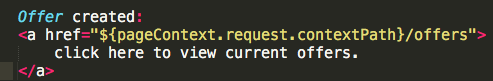 Offer created:
<a href="${pageContext.request.contextPath}/offers">
click here to view current offers.
</a>